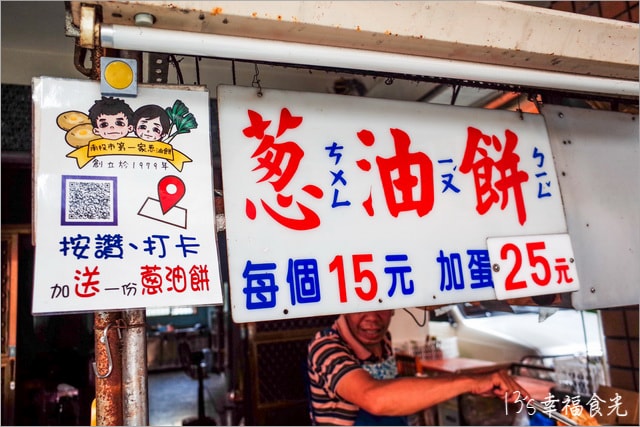 南投市第一家蔥油餅
創立於1979年
按讚、打卡
加送一份蔥油餅
蔥油餅
ㄘㄨㄥ ㄧㄡˊ ㄅㄧㄥˇ
每個15元 加蛋25元
13's幸福食光